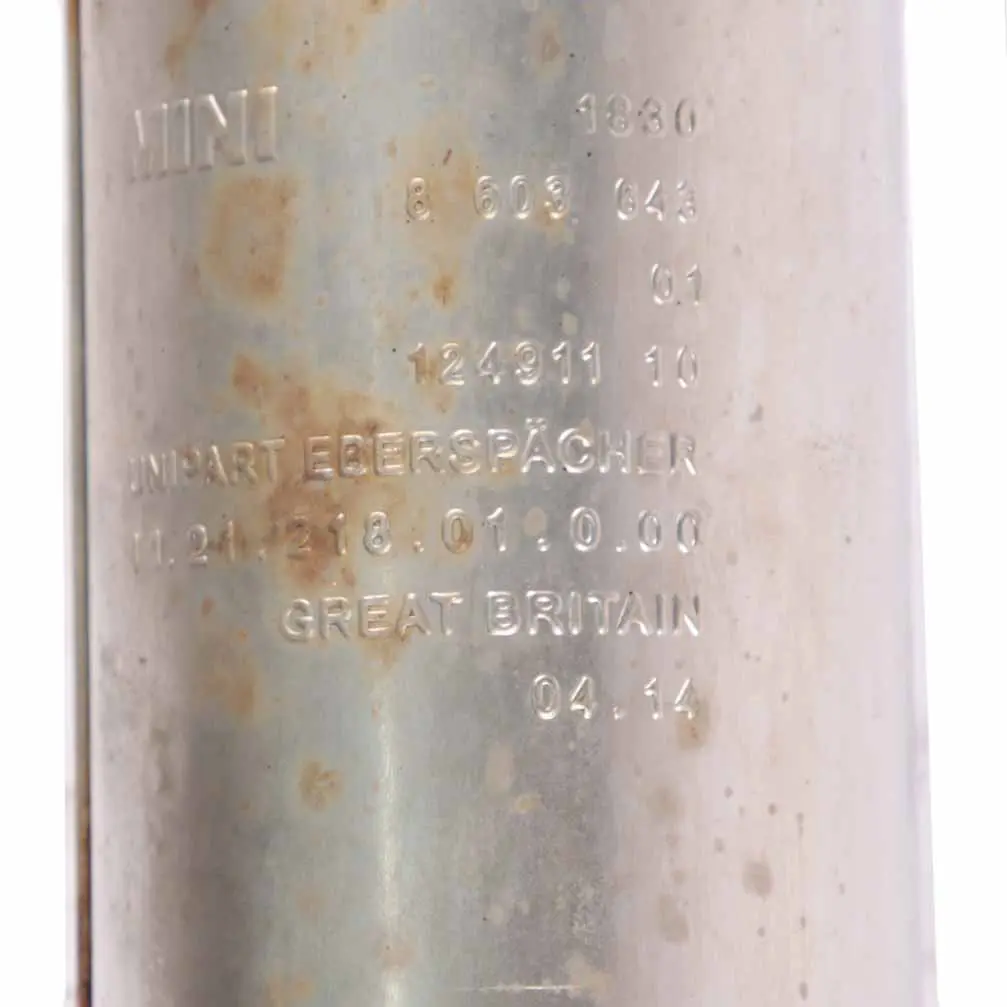 MINI 1830
8 603 643
01
124911 10
UNIPART EBERSPÄCHER
11.21.218.01.0.00
GREAT BRITAIN
04.14